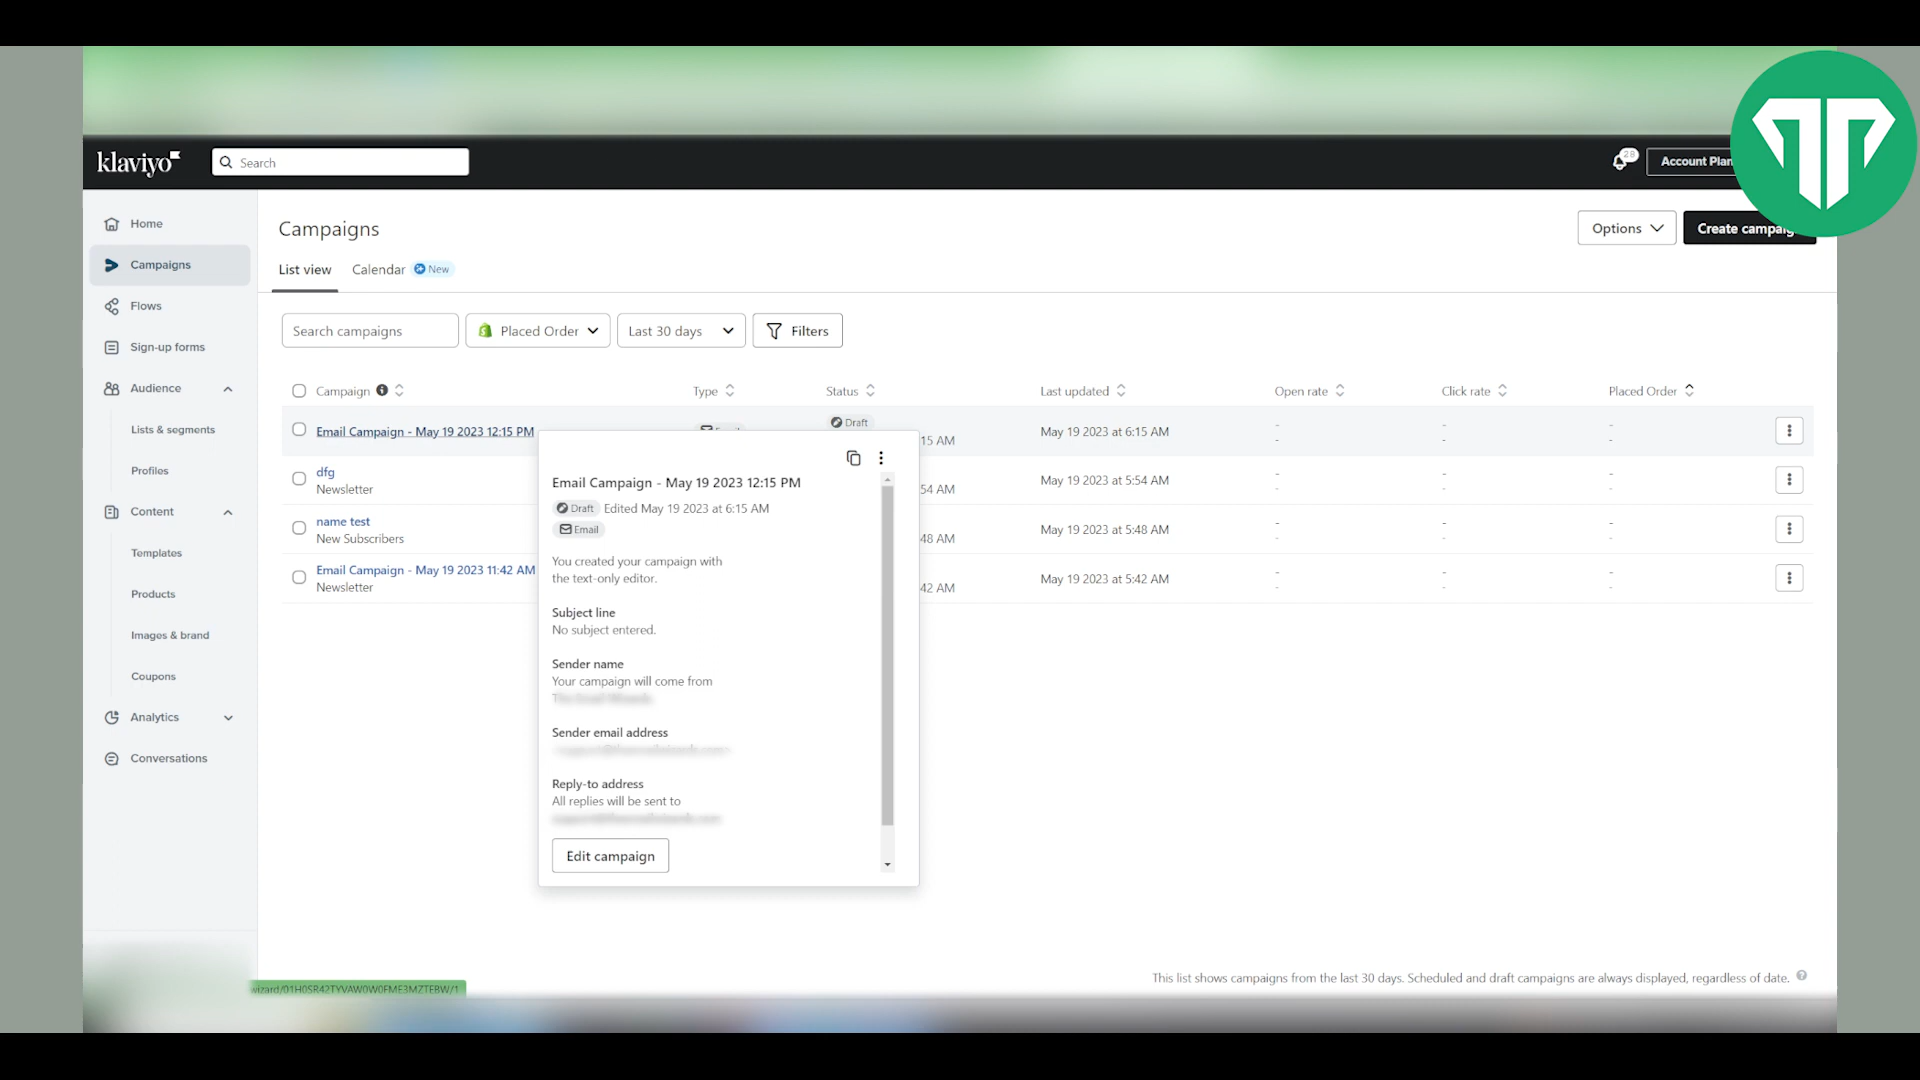 klaviyo
Search
28
Account Plan
Home
Campaigns
Flows
Sign-up forms
Audience
Lists & segments
Profiles
Content
Templates
Products
Images & brand
Coupons
Analytics
Conversations
Campaigns
Options
Create campaig
List view
Calendar
New
Search campaigns
Placed Order
Last 30 days
Filters
Campaign
Type
Status
Last updated
Open rate
Click rate
Placed Order
Email Campaign - May 19 2023 12:15 PM
Draft
15 AM
May 19 2023 at 6:15 AM
-
-
-
-
-
-
dfg
Newsletter
54 AM
May 19 2023 at 5:54 AM
-
-
-
-
-
-
name test
New Subscribers
48 AM
May 19 2023 at 5:48 AM
-
-
-
-
-
-
Email Campaign - May 19 2023 11:42 AM
Newsletter
42 AM
May 19 2023 at 5:42 AM
-
-
-
-
-
-
Email Campaign - May 19 2023 12:15 PM
Draft
Edited May 19 2023 at 6:15 AM
Email
You created your campaign with
the text-only editor.
Subject line
No subject entered.
Sender name
Your campaign will come from
Sender email address
Reply-to address
All replies will be sent to
Edit campaign
This list shows campaigns from the last 30 days. Scheduled and draft campaigns are always displayed, regardless of date.